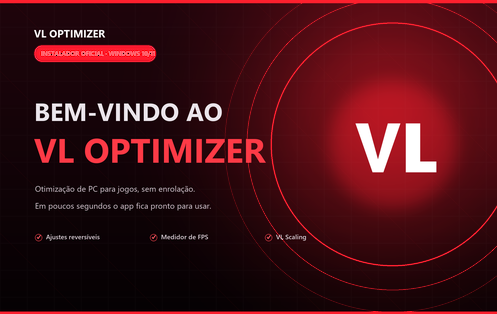 VL OPTIMIZER
INSTALADOR OFICIAL - WINDOWS 10/11
BEM-VINDO AO
VL OPTIMIZER
VL
Otimização de PC para jogos, sem enrolação.
Em poucos segundos o app fica pronto para usar.
Ajustes reversíveis
Medidor de FPS
VL Scaling